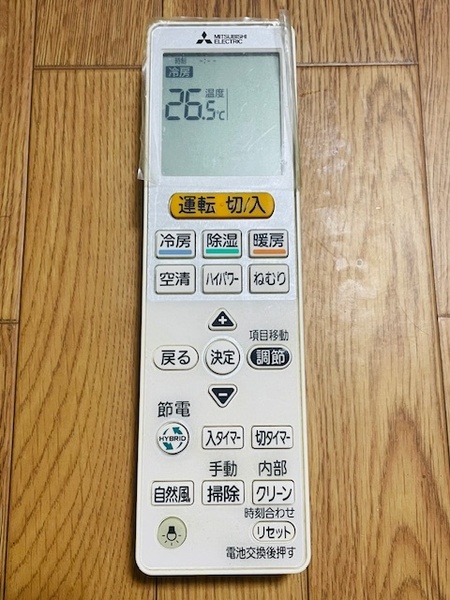 MITSUBISHI
ELECTRIC
時刻 -:--
冷房
26.5℃ 温度
運転 切/入
冷房 除湿 暖房
空清 ハイパワー ねむり
+
項目移動
戻る 決定 調節
-
節電
HYBRID 入タイマー 切タイマー
手動 内部
自然風 掃除 クリーン
時刻合わせ
リセット
電池交換後押す